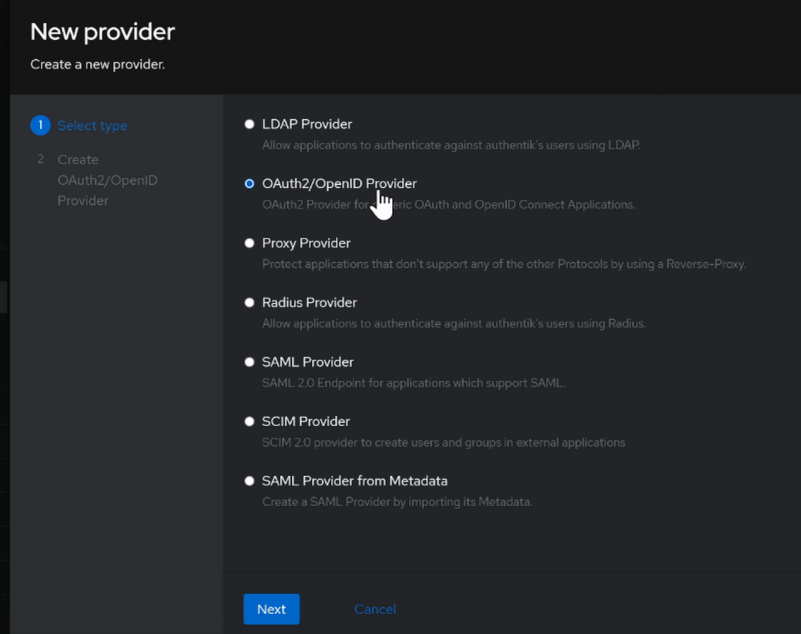 New provider
Create a new provider.
1 Select type
2 Create
OAuth2/OpenID
Provider
LDAP Provider
Allow applications to authenticate against authentik's users using LDAP.
OAuth2/OpenID Provider
OAuth2 Provider for eric OAuth and OpenID Connect Applications.
Proxy Provider
Protect applications that don't support any of the other Protocols by using a Reverse-Proxy.
Radius Provider
Allow applications to authenticate against authentik's users using Radius.
SAML Provider
SAML 2.0 Endpoint for applications which support SAML.
SCIM Provider
SCIM 2.0 provider to create users and groups in external applications
SAML Provider from Metadata
Create a SAML Provider by importing its Metadata.
Next Cancel